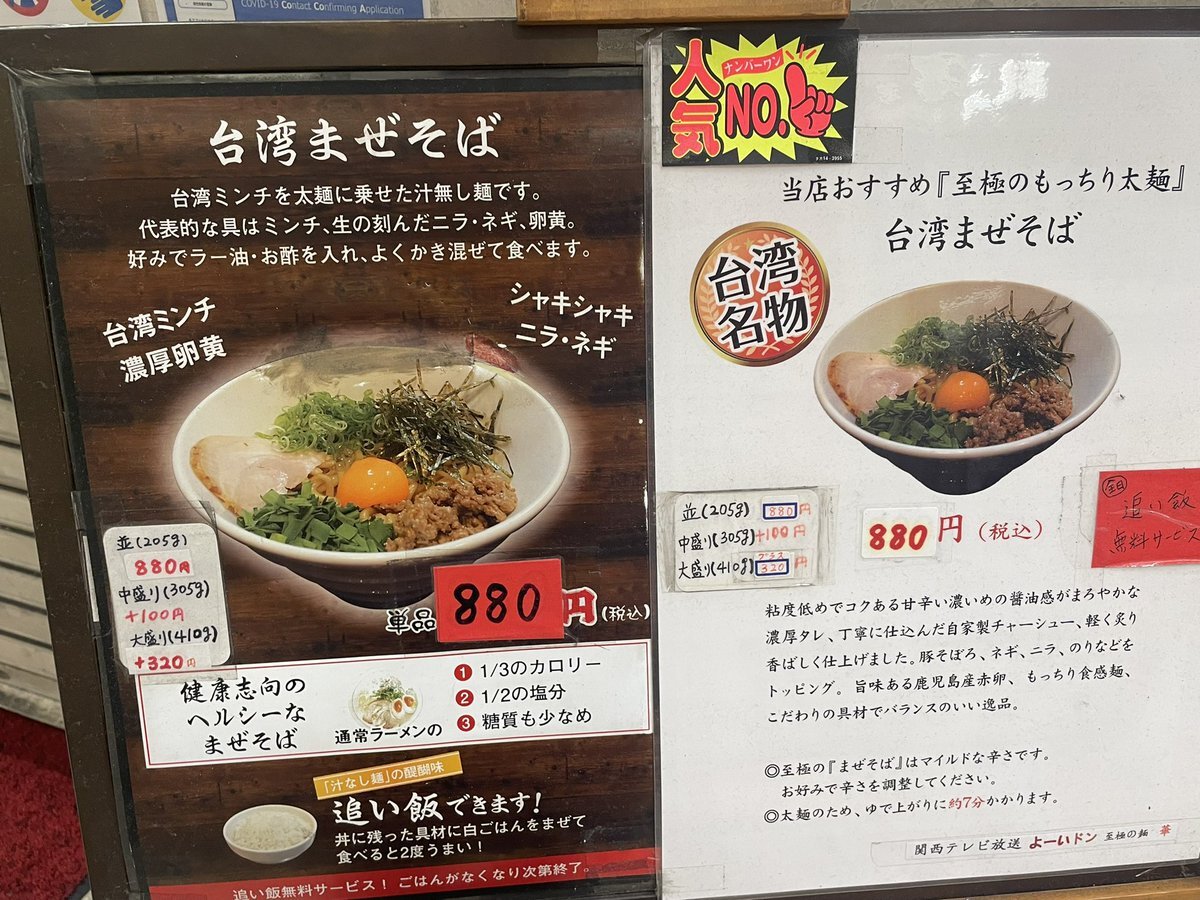 COVID-19 Contact Confirming Application
台湾まぜそば
台湾ミンチを太麺に乗せた汁無し麺です。
代表的な具はミンチ、生の刻んだニラ・ネギ、卵黄。
好みでラー油・お酢を入れ、よくかき混ぜて食べます。
台湾ミンチ
濃厚卵黄
シャキシャキ
ニラ・ネギ
並(205g)
880円
中盛り(305g)
+100円
大盛り(410g)
+320円
単品 880円(税込)
健康志向の
ヘルシーな
まぜそば
通常ラーメンの
1 1/3のカロリー
2 1/2の塩分
3 糖質も少なめ
「汁なし麺」の醍醐味
追い飯できます!
丼に残った具材に白ごはんをまぜて
食べると2度うまい!
追い飯無料サービス! ごはんがなくなり次第終了。
人気
ナンバーワン
NO.
タカ14-3955
当店おすすめ『至極のもっちり太麺』
台湾まぜそば
台湾
名物
並(205g) 880円
中盛り(305g)+100円
大盛り(410g) プラス 320円
880円(税込)
追い飯
無料サービス
粘度低めでコクある甘辛い濃いめの醤油感がまろやかな
濃厚タレ、丁寧に仕込んだ自家製チャーシュー、軽く炙り
香ばしく仕上げました。豚そぼろ、ネギ、ニラ、のりなどを
トッピング。旨味ある鹿児島産赤卵、もっちり食感麺、
こだわりの具材でバランスのいい逸品。
◎至極の『まぜそば』はマイルドな辛さです。
お好みで辛さを調整してください。
◎太麺のため、ゆで上がりに約7分かかります。
関西テレビ放送 よーいドン 至極の麺 華